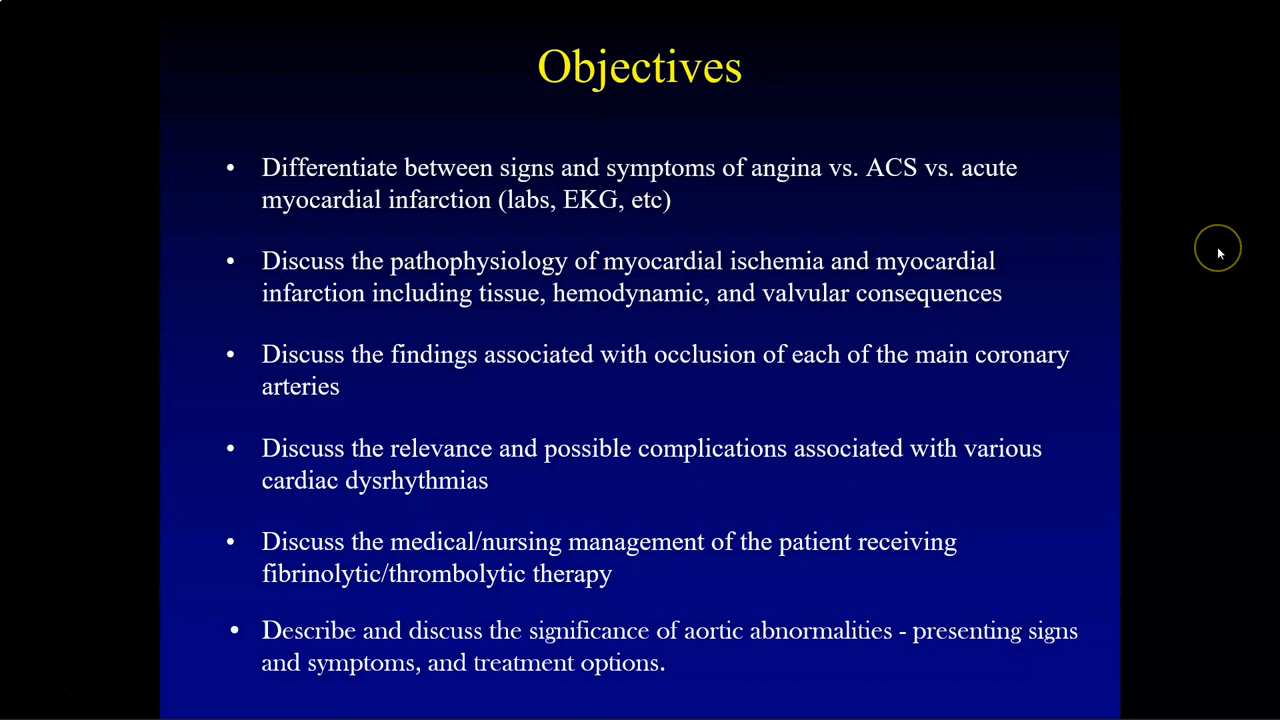 Objectives
• Differentiate between signs and symptoms of angina vs. ACS vs. acute
myocardial infarction (labs, EKG, etc)
• Discuss the pathophysiology of myocardial ischemia and myocardial
infarction including tissue, hemodynamic, and valvular consequences
• Discuss the findings associated with occlusion of each of the main coronary
arteries
• Discuss the relevance and possible complications associated with various
cardiac dysrhythmias
• Discuss the medical/nursing management of the patient receiving
fibrinolytic/thrombolytic therapy
• Describe and discuss the significance of aortic abnormalities - presenting signs
and symptoms, and treatment options.